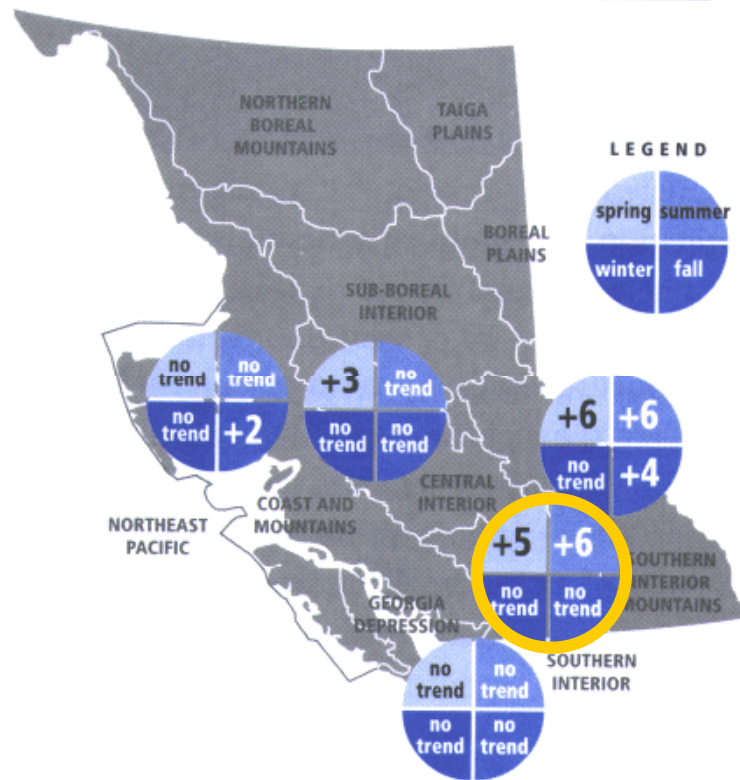 NORTHERN
BOREAL
MOUNTAINS
TAIGA
PLAINS
LEGEND
spring summer
winter fall
BOREAL
PLAINS
SUB-BOREAL
INTERIOR
no
trend
no
trend
no
trend
+2
+3
no
trend
no
trend
no
trend
+6
+6
no
trend
+4
CENTRAL
INTERIOR
COAST AND
MOUNTAINS
NORTHEAST
PACIFIC
+5
+6
no
trend
no
trend
SOUTHERN
INTERIOR
MOUNTAINS
GEORGIA
DEPRESSION
SOUTHERN
INTERIOR
no
trend
no
trend
no
trend
no
trend